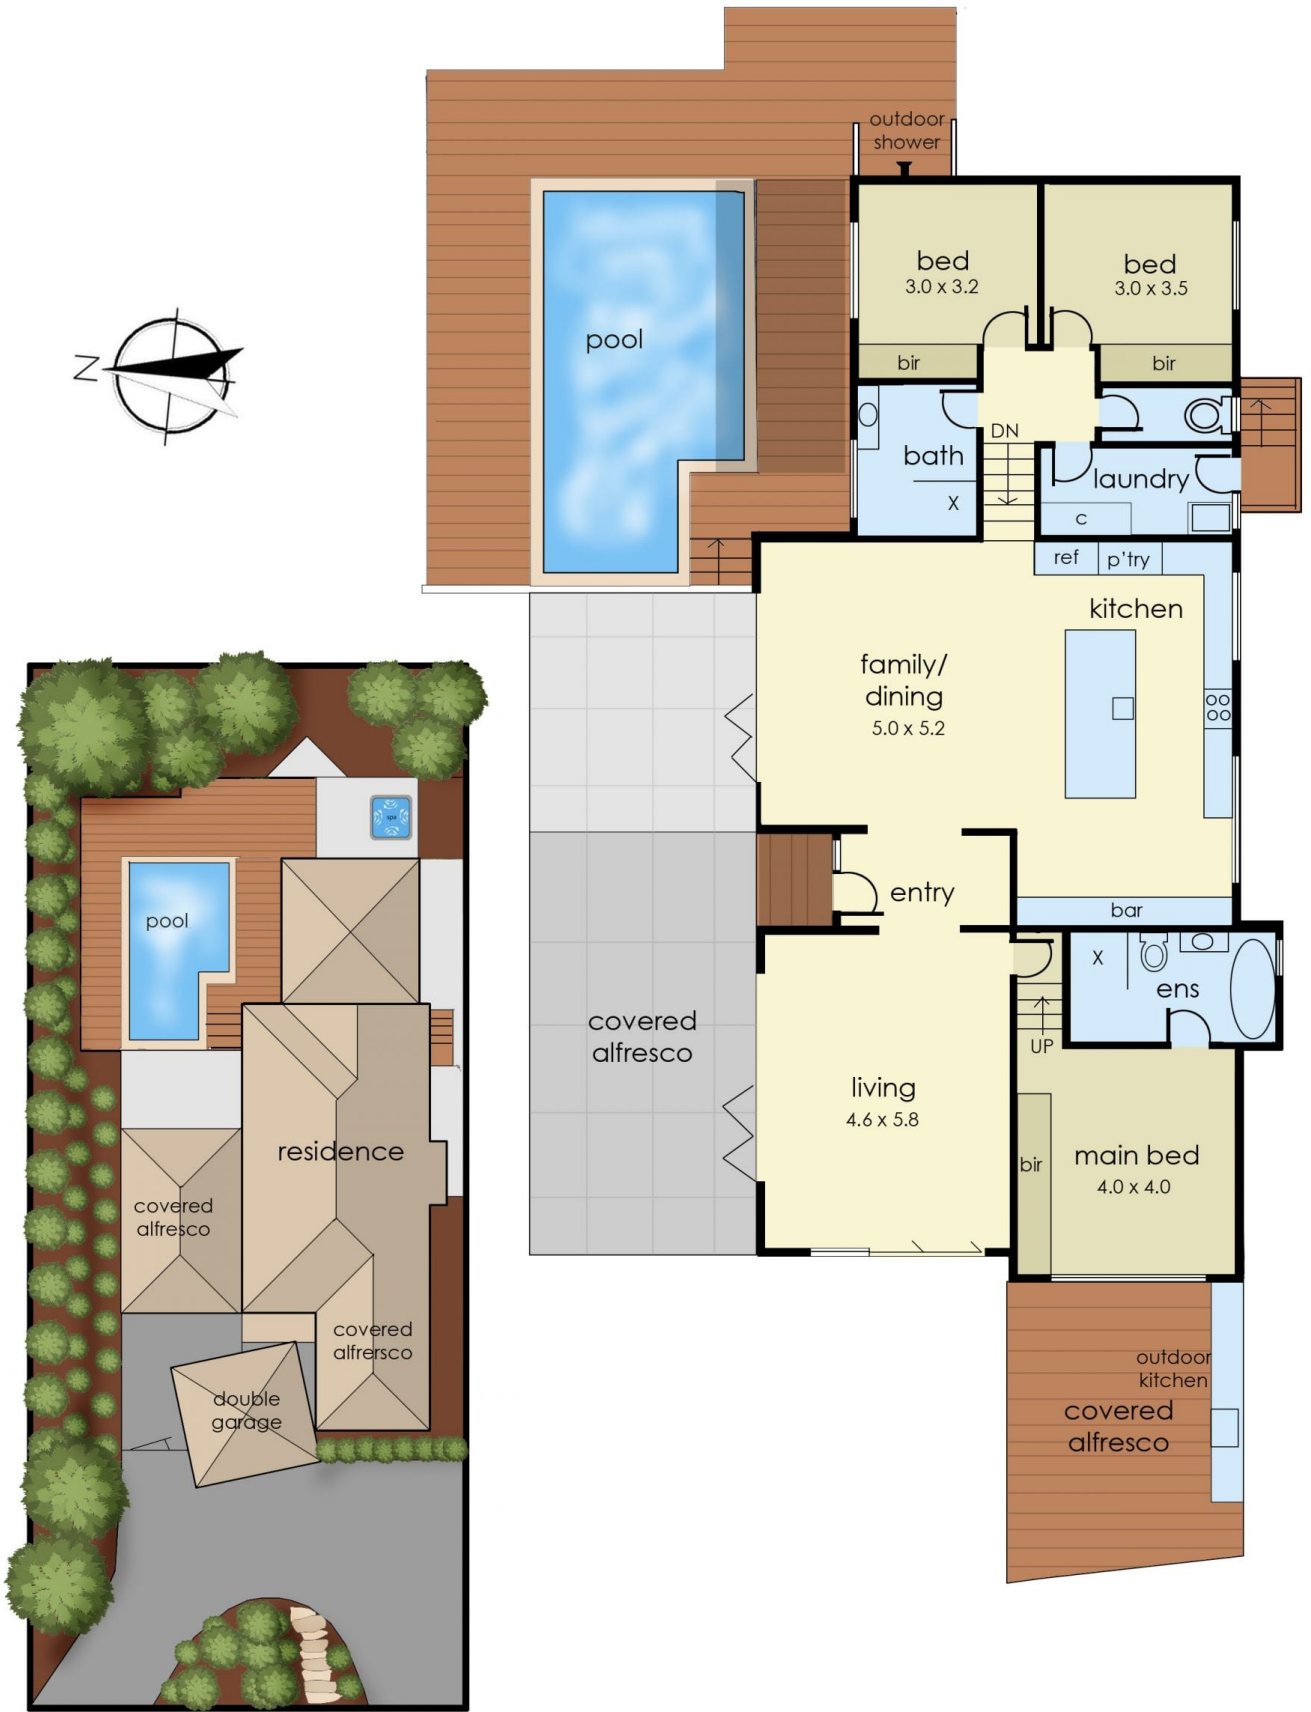 outdoor
shower
bed
3.0 x 3.2
bed
3.0 x 3.5
pool
bir
bir
N
DN
bath
X
laundry
c
ref
p'try
kitchen
family/
dining
5.0 x 5.2
spa
entry
bar
pool
X
ens
covered
alfresco
UP
living
4.6 x 5.8
residence
bir
main bed
4.0 x 4.0
covered
alfresco
covered
alfrersco
double
garage
outdoor
kitchen
covered
alfresco